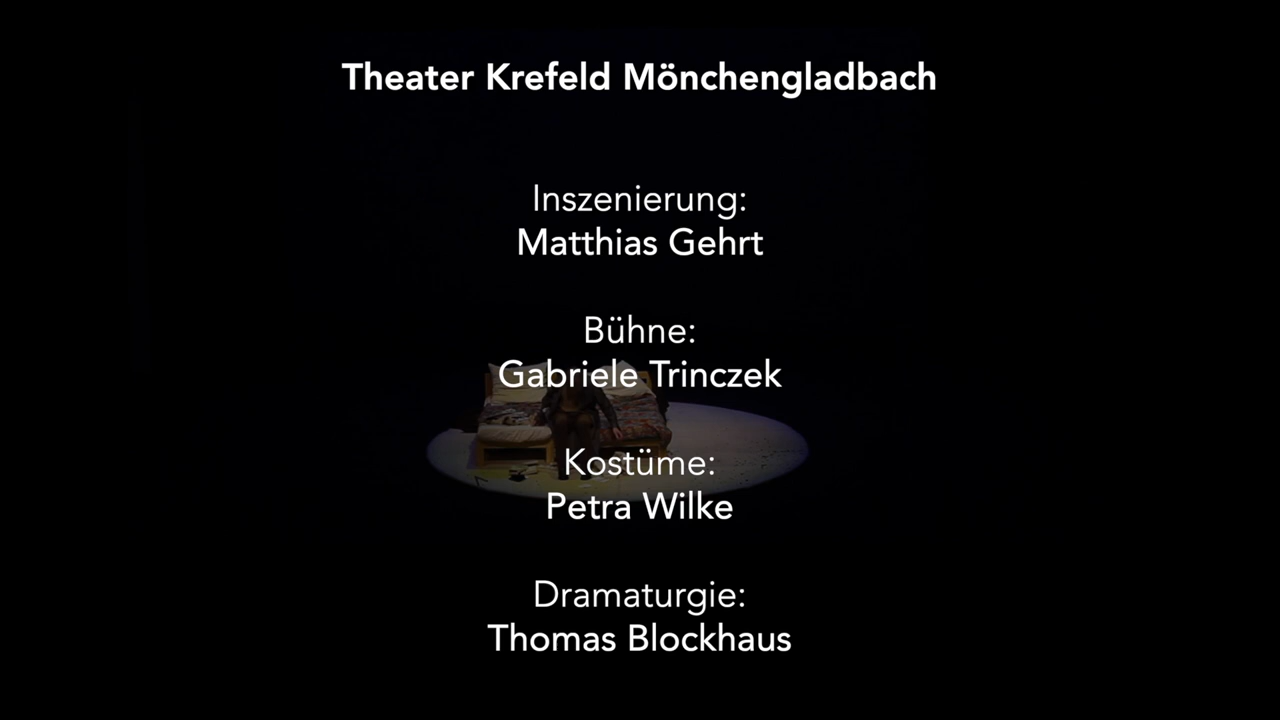 Theater Krefeld Mönchengladbach
Inszenierung:
Matthias Gehrt
Bühne:
Gabriele Trinczek
Kostüme:
Petra Wilke
Dramaturgie:
Thomas Blockhaus